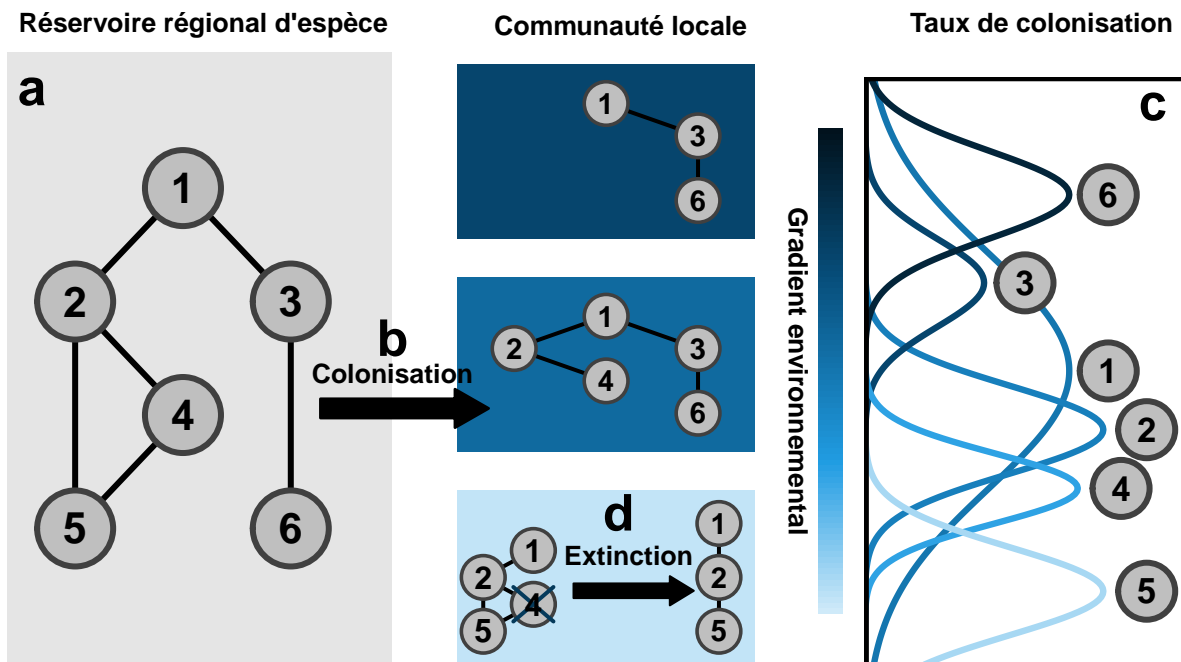 Réservoire régional d'espèce
Communauté locale
Taux de colonisation
a
1
2
3
4
5
6
b
Colonisation
1
3
6
1
2
3
4
6
d
Extinction
1
2
4
5
1
2
5
Gradient environnemental
c
6
3
1
2
4
5